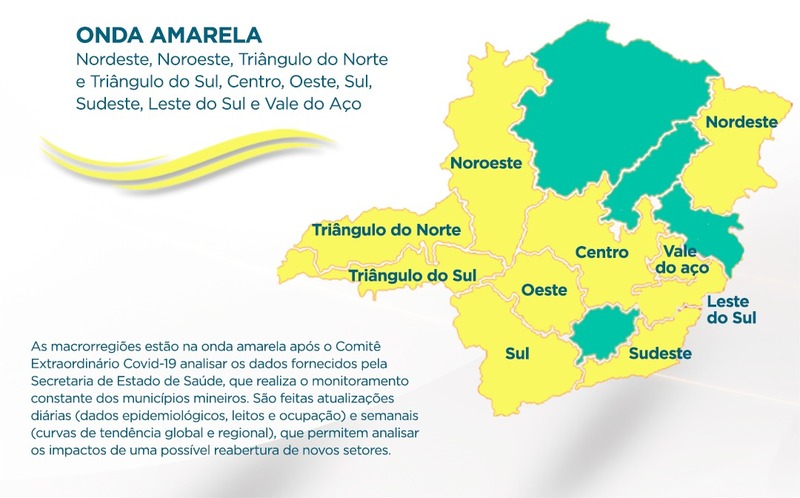 ONDA AMARELA
Nordeste, Noroeste, Triângulo do Norte
e Triângulo do Sul, Centro, Oeste, Sul,
Sudeste, Leste do Sul e Vale do Aço
Nordeste
Noroeste
Triângulo do Norte
Centro
Vale
do aço
Triângulo do Sul
Oeste
Leste
do Sul
Sul
Sudeste
As macrorregiões estão na onda amarela após o Comitê
Extraordinário Covid-19 analisar os dados fornecidos pela
Secretaria de Estado de Saúde, que realiza o monitoramento
constante dos municípios mineiros. São feitas atualizações
diárias (dados epidemiológicos, leitos e ocupação) e semanais
(curvas de tendência global e regional), que permitem analisar
os impactos de uma possível reabertura de novos setores.